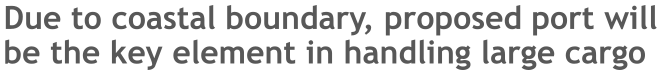 Due to coastal boundary, proposed port will
be the key element in handling large cargo